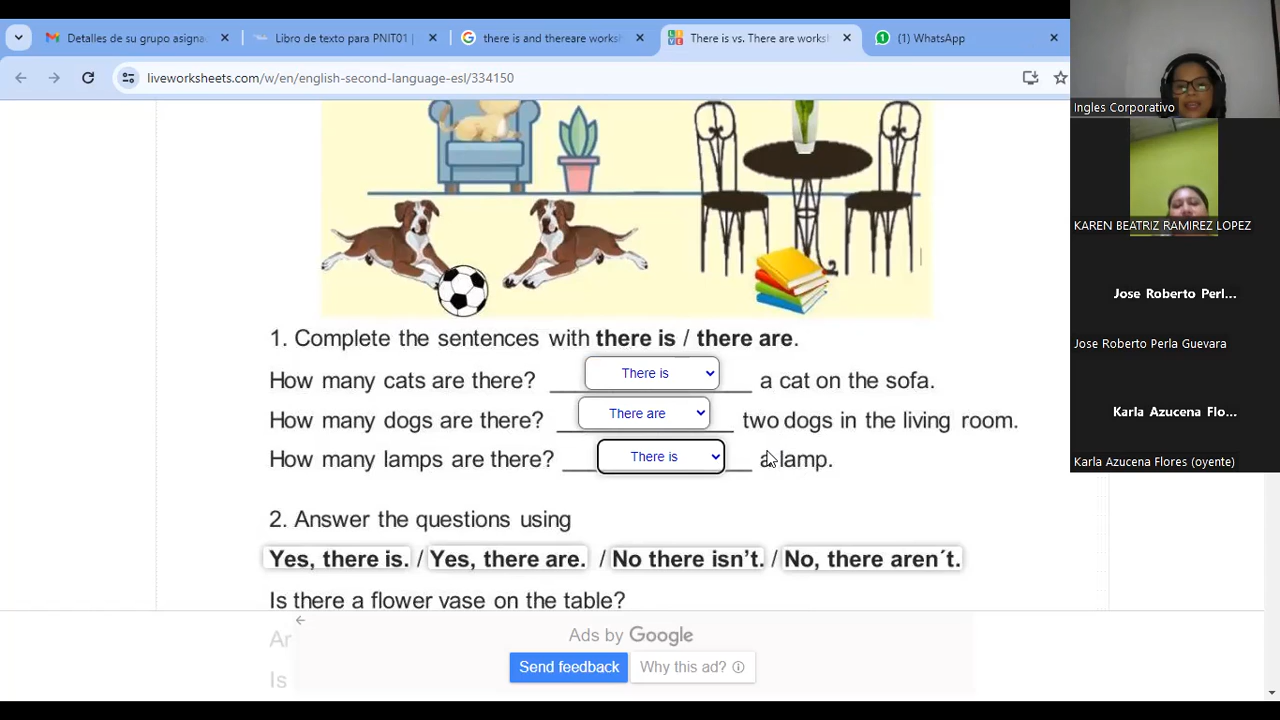 Detalles de su grupo asigna
Libro de texto para PNIT01 |
there is and thereare works
There is vs. There are works
(1) WhatsApp
liveworksheets.com/w/en/english-second-language-esl/334150
Ingles Corporativo
KAREN BEATRIZ RAMIREZ LOPEZ
Jose Roberto Perl...
Jose Roberto Perla Guevara
Karla Azucena Flo...
Karla Azucena Flores (oyente)
1. Complete the sentences with there is / there are.
How many cats are there? There is a cat on the sofa.
How many dogs are there? There are two dogs in the living room.
How many lamps are there? There is a lamp.
2. Answer the questions using
Yes, there is. / Yes, there are. / No there isn't. / No, there aren´t.
Is there a flower vase on the table?
Ar
Is
Ads by Google
Send feedback
Why this ad?